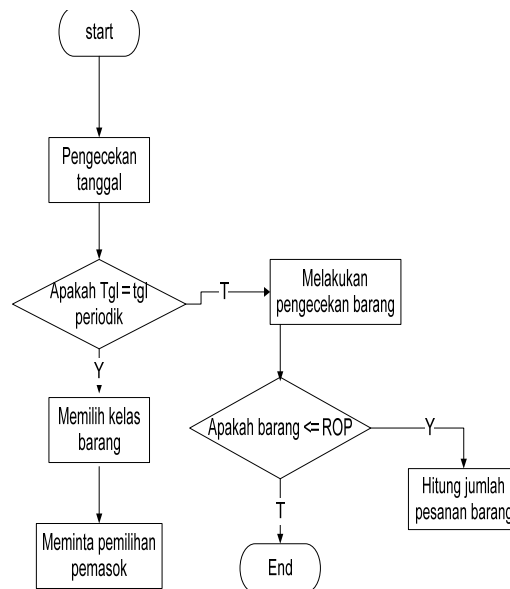 start
Pengecekan
tanggal
Apakah Tgl = tgl
periodik
T
Melakukan
pengecekan barang
Y
Memilih kelas
barang
Apakah barang <= ROP
Y
Hitung jumlah
pesanan barang
T
Meminta pemilihan
pemasok
End